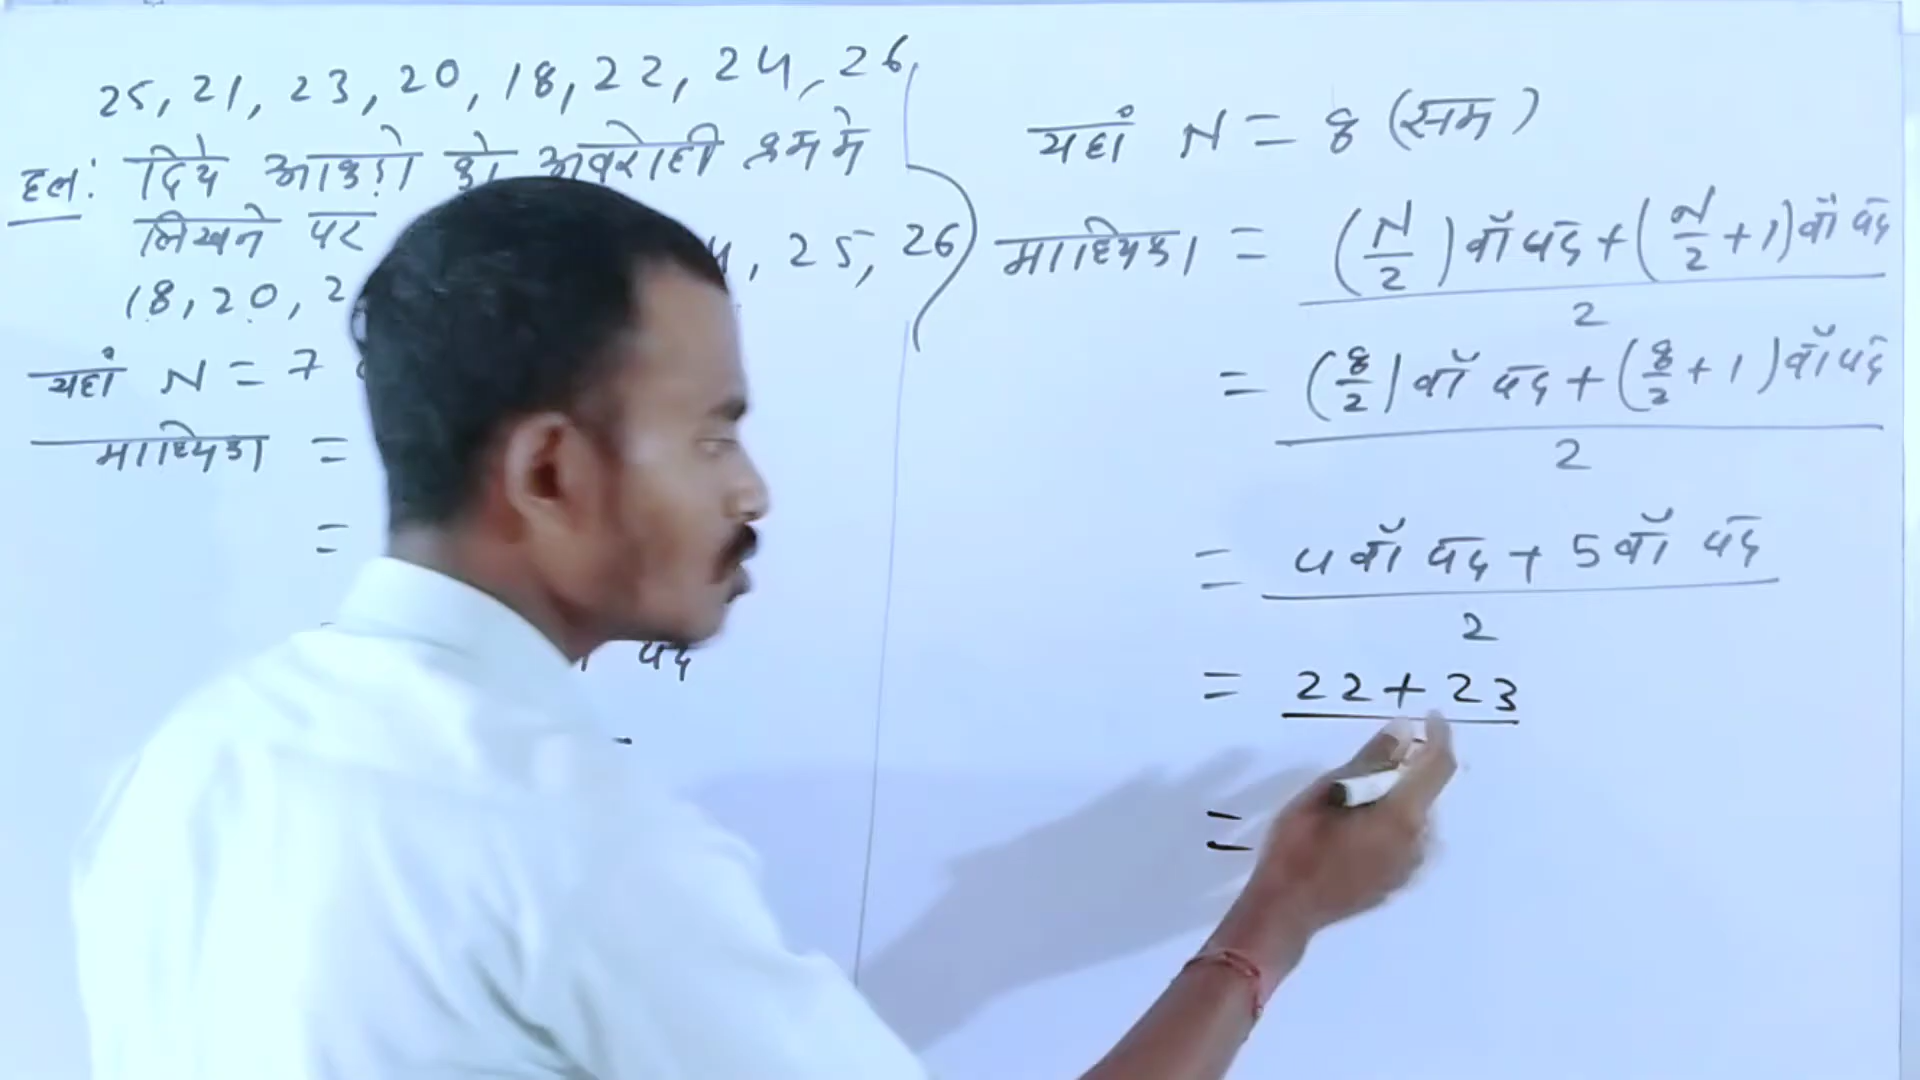 25, 21, 23, 20, 18, 22, 24, 26,
हल: दिये आकड़ो को अवरोही क्रम मे
लिखने पर
18, 20, 2 , 25, 26
यहां N = 7
माध्यिका =
=
पद
यहां N = 8 (सम)
माध्यिका = (N/2) वाॅ पद + (N/2 + 1) वाॅ पद / 2
= (8/2) वाॅ पद + (8/2 + 1) वाॅ पद / 2
= 4 वाॅ पद + 5 वाॅ पद / 2
= 22 + 23
=